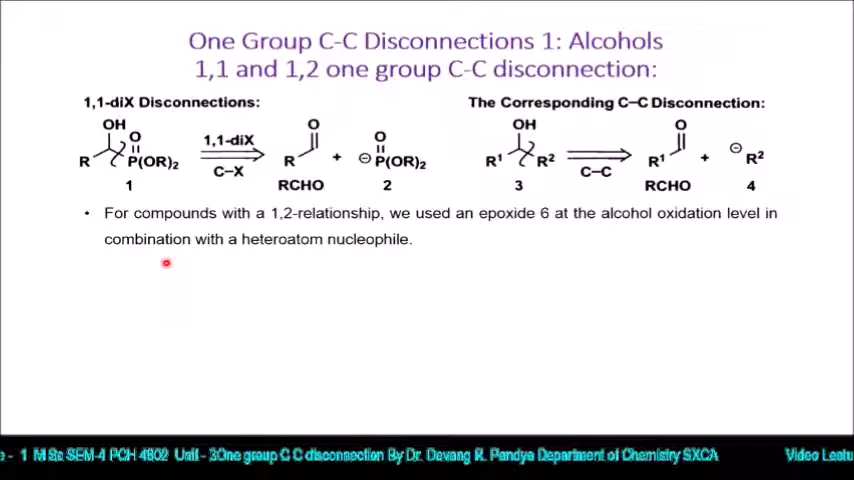 One Group C-C Disconnections 1: Alcohols
1,1 and 1,2 one group C-C disconnection:
1,1-diX Disconnections:
The Corresponding C–C Disconnection:
OH
O
R
P(OR)₂
1
1,1-diX
C–X
O
R
RCHO
+
O
⊖P(OR)₂
2
OH
R¹
R²
3
C–C
O
R¹
RCHO
+
⊖
R²
4
• For compounds with a 1,2-relationship, we used an epoxide 6 at the alcohol oxidation level in
combination with a heteroatom nucleophile.
e - 1 M Sc SEM-4 PCH 4802 Unit - 3One group C C disconnection By Dr. Devang R. Pandya Department of Chemistry SXCA Video Lectu